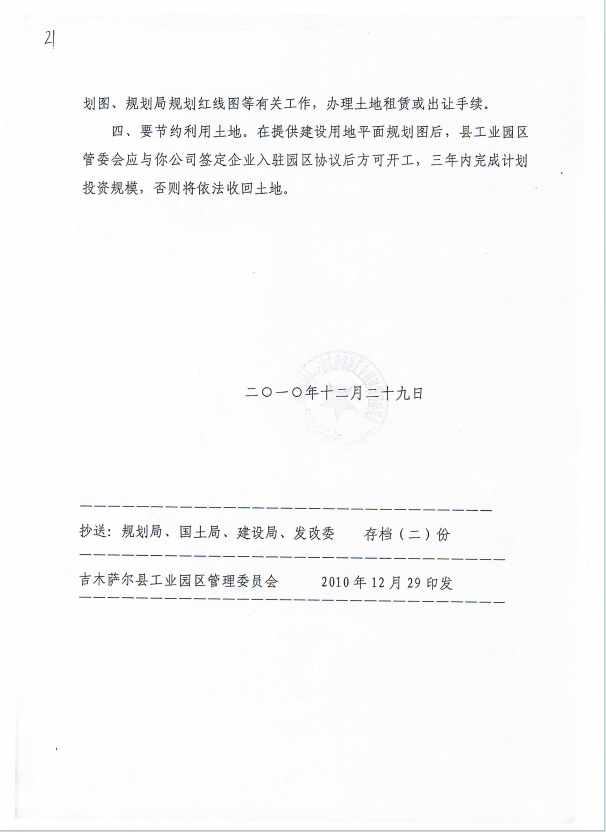 21
划图、规划局规划红线图等有关工作，办理土地租赁或出让手续。
四、要节约利用土地。在提供建设用地平面规划图后，县工业园区
管委会应与你公司签定企业入驻园区协议后方可开工，三年内完成计划
投资规模，否则将依法收回土地。
二〇一〇年十二月二十九日
抄送：规划局、国土局、建设局、发改委 存档（二）份
吉木萨尔县工业园区管理委员会 2010年12月29印发